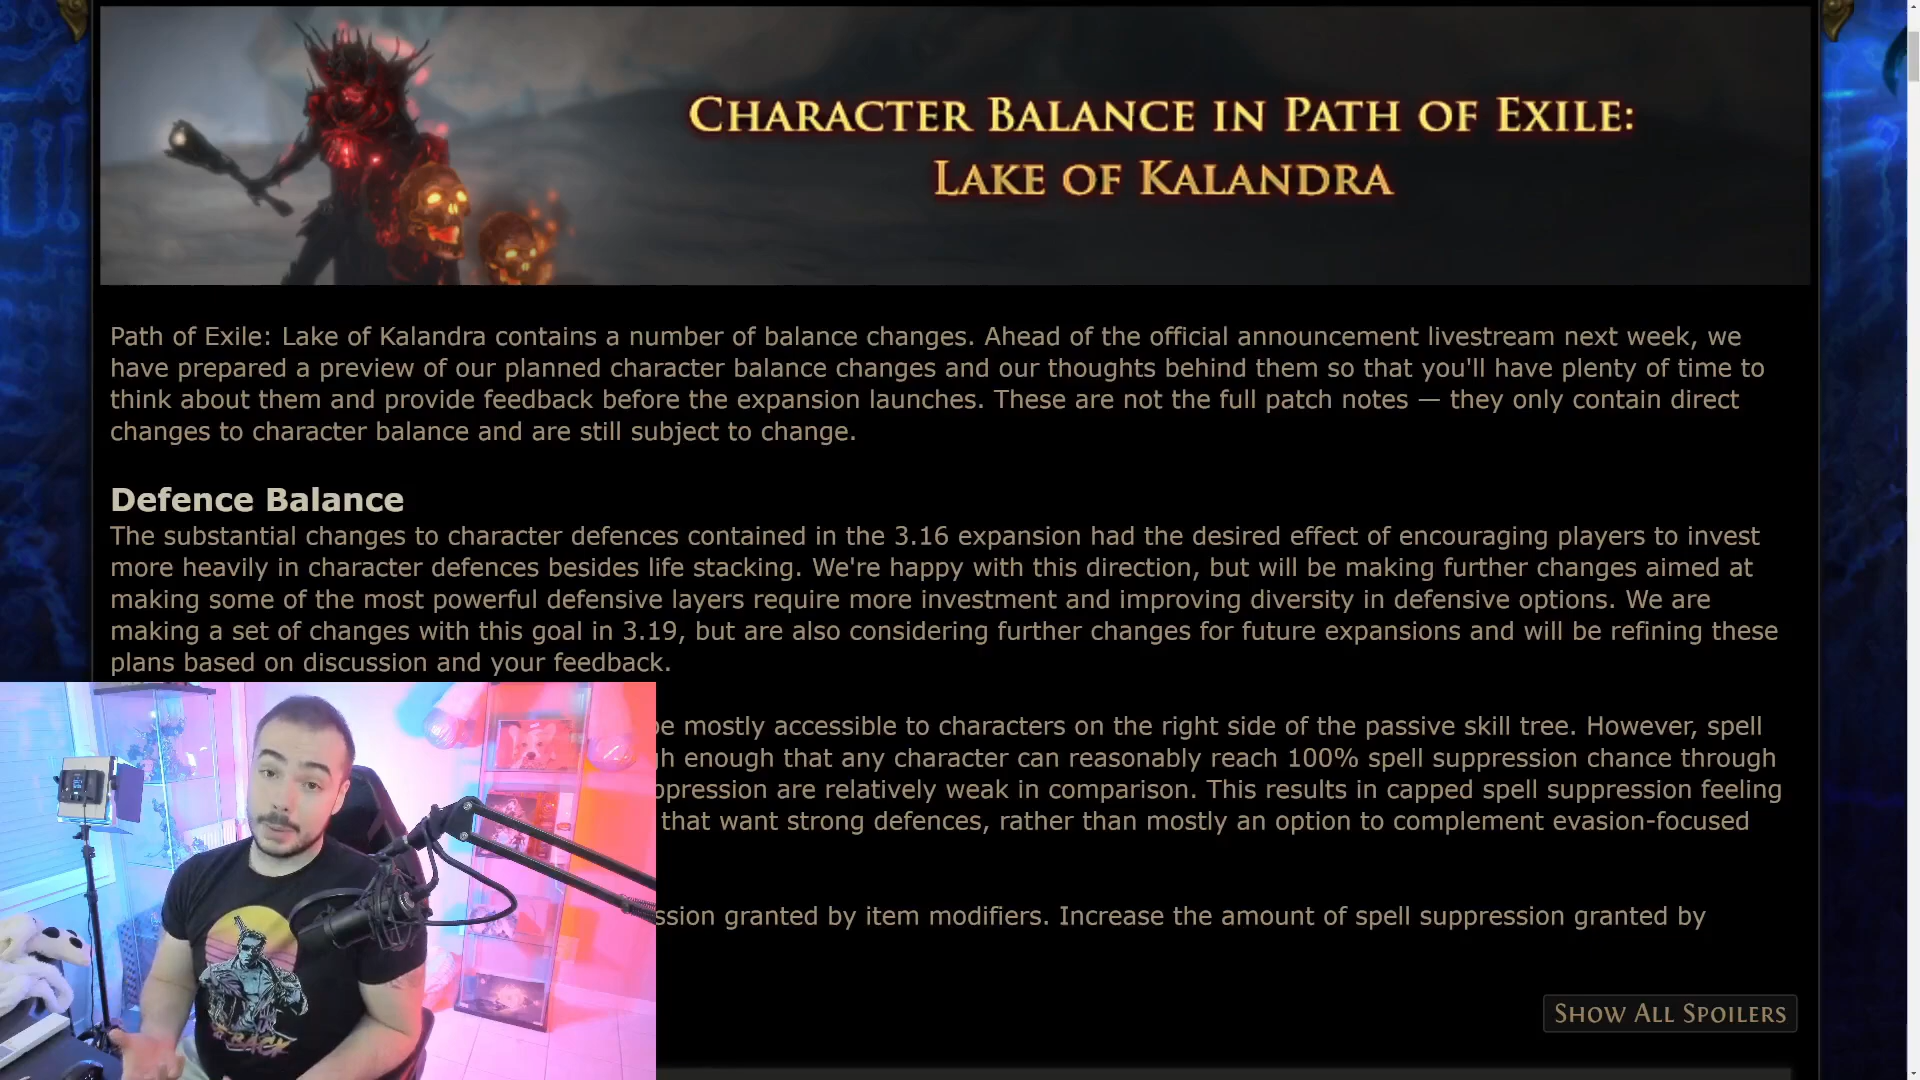 CHARACTER BALANCE IN PATH OF EXILE:
LAKE OF KALANDRA
Path of Exile: Lake of Kalandra contains a number of balance changes. Ahead of the official announcement livestream next week, we
have prepared a preview of our planned character balance changes and our thoughts behind them so that you'll have plenty of time to
think about them and provide feedback before the expansion launches. These are not the full patch notes — they only contain direct
changes to character balance and are still subject to change.
Defence Balance
The substantial changes to character defences contained in the 3.16 expansion had the desired effect of encouraging players to invest
more heavily in character defences besides life stacking. We're happy with this direction, but will be making further changes aimed at
making some of the most powerful defensive layers require more investment and improving diversity in defensive options. We are
making a set of changes with this goal in 3.19, but are also considering further changes for future expansions and will be refining these
plans based on discussion and your feedback.
mostly accessible to characters on the right side of the passive skill tree. However, spell
enough that any character can reasonably reach 100% spell suppression chance through
are relatively weak in comparison. This results in capped spell suppression feeling
that want strong defences, rather than mostly an option to complement evasion-focused
granted by item modifiers. Increase the amount of spell suppression granted by
SHOW ALL SPOILERS
BACK